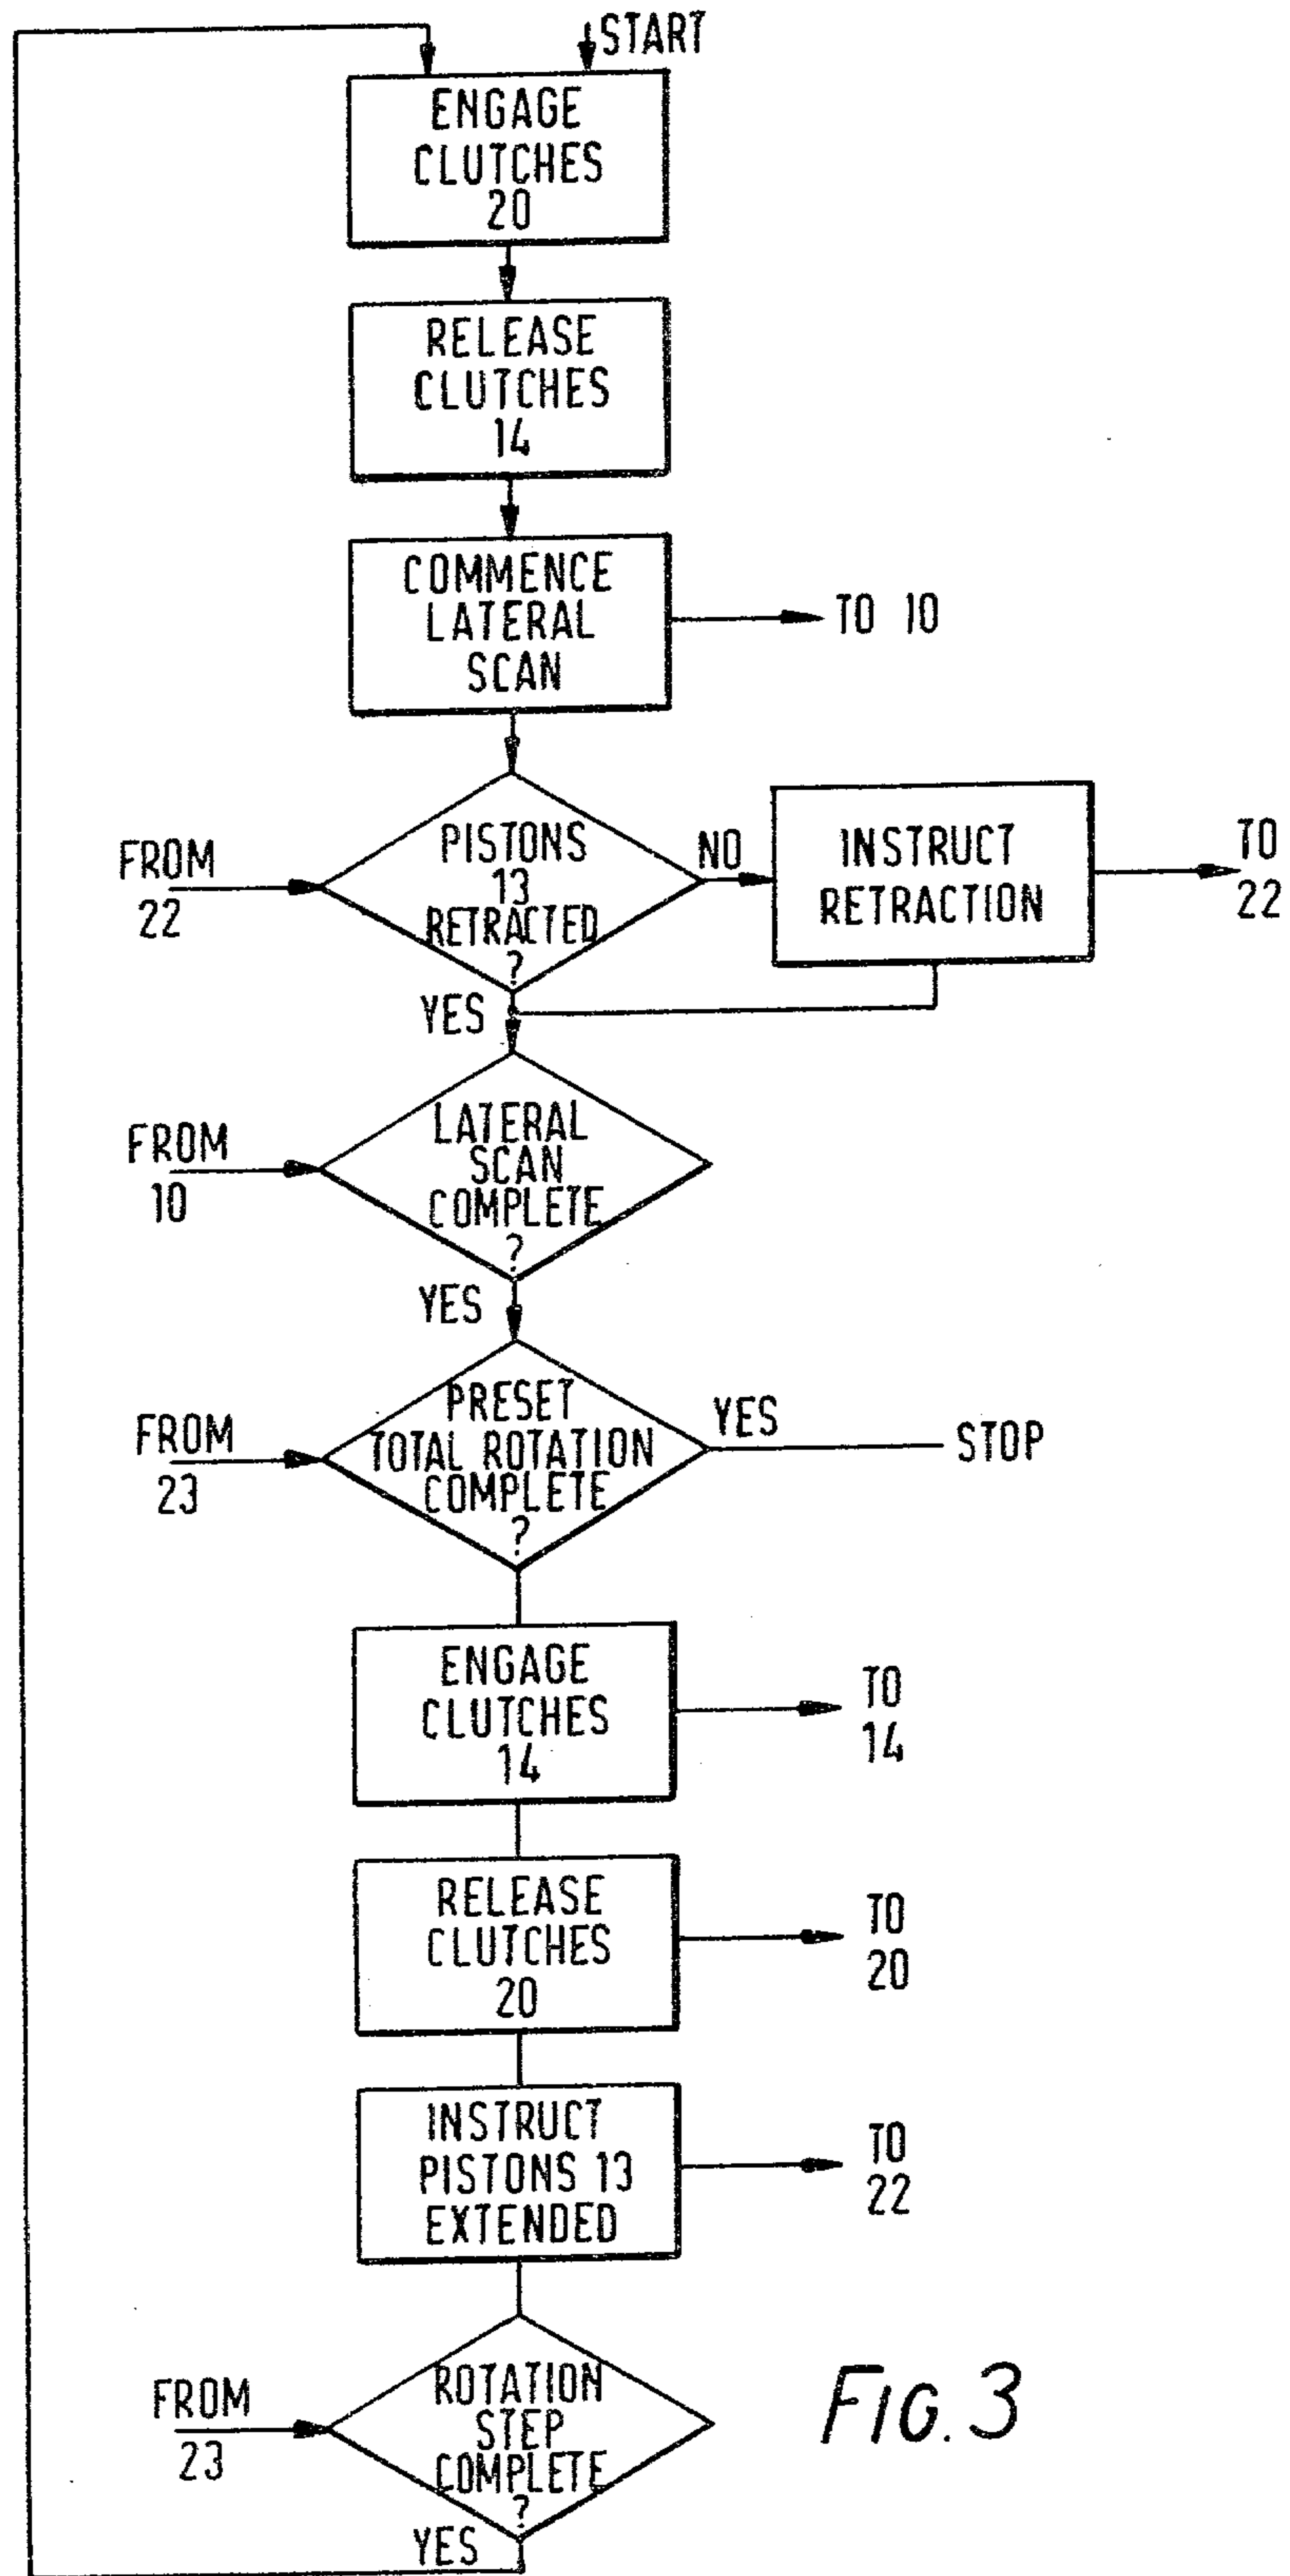 START
ENGAGE
CLUTCHES
20
RELEASE
CLUTCHES
14
COMMENCE
LATERAL
SCAN
TO 10
FROM
22
PISTONS
13
RETRACTED
?
NO
INSTRUCT
RETRACTION
TO
22
YES
FROM
10
LATERAL
SCAN
COMPLETE
?
YES
FROM
23
PRESET
TOTAL ROTATION
COMPLETE
?
YES
STOP
ENGAGE
CLUTCHES
14
TO
14
RELEASE
CLUTCHES
20
TO
20
INSTRUCT
PISTONS 13
EXTENDED
TO
22
FROM
23
ROTATION
STEP
COMPLETE
?
YES
FIG. 3